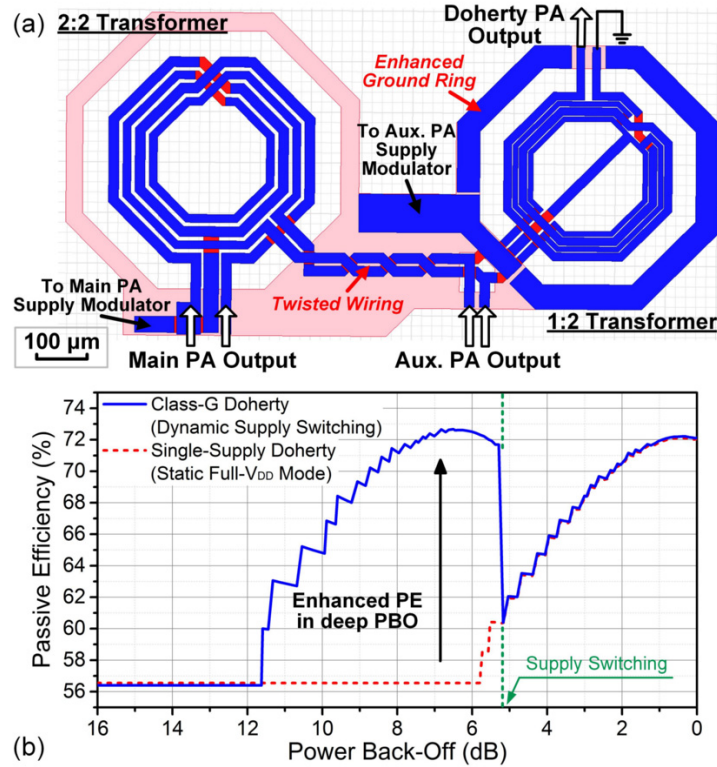 (a)
2:2 Transformer
Doherty PA
Output
Enhanced
Ground Ring
To Aux. PA
Supply
Modulator
To Main PA
Supply Modulator
Twisted Wiring
1:2 Transformer
100 µm
Main PA Output
Aux. PA Output
Passive Efficiency (%)
74
72
70
68
66
64
62
60
58
56
Class-G Doherty
(Dynamic Supply Switching)
Single-Supply Doherty
(Static Full-VDD Mode)
Enhanced PE
in deep PBO
Supply Switching
16
14
12
10
8
6
4
2
0
Power Back-Off (dB)
(b)